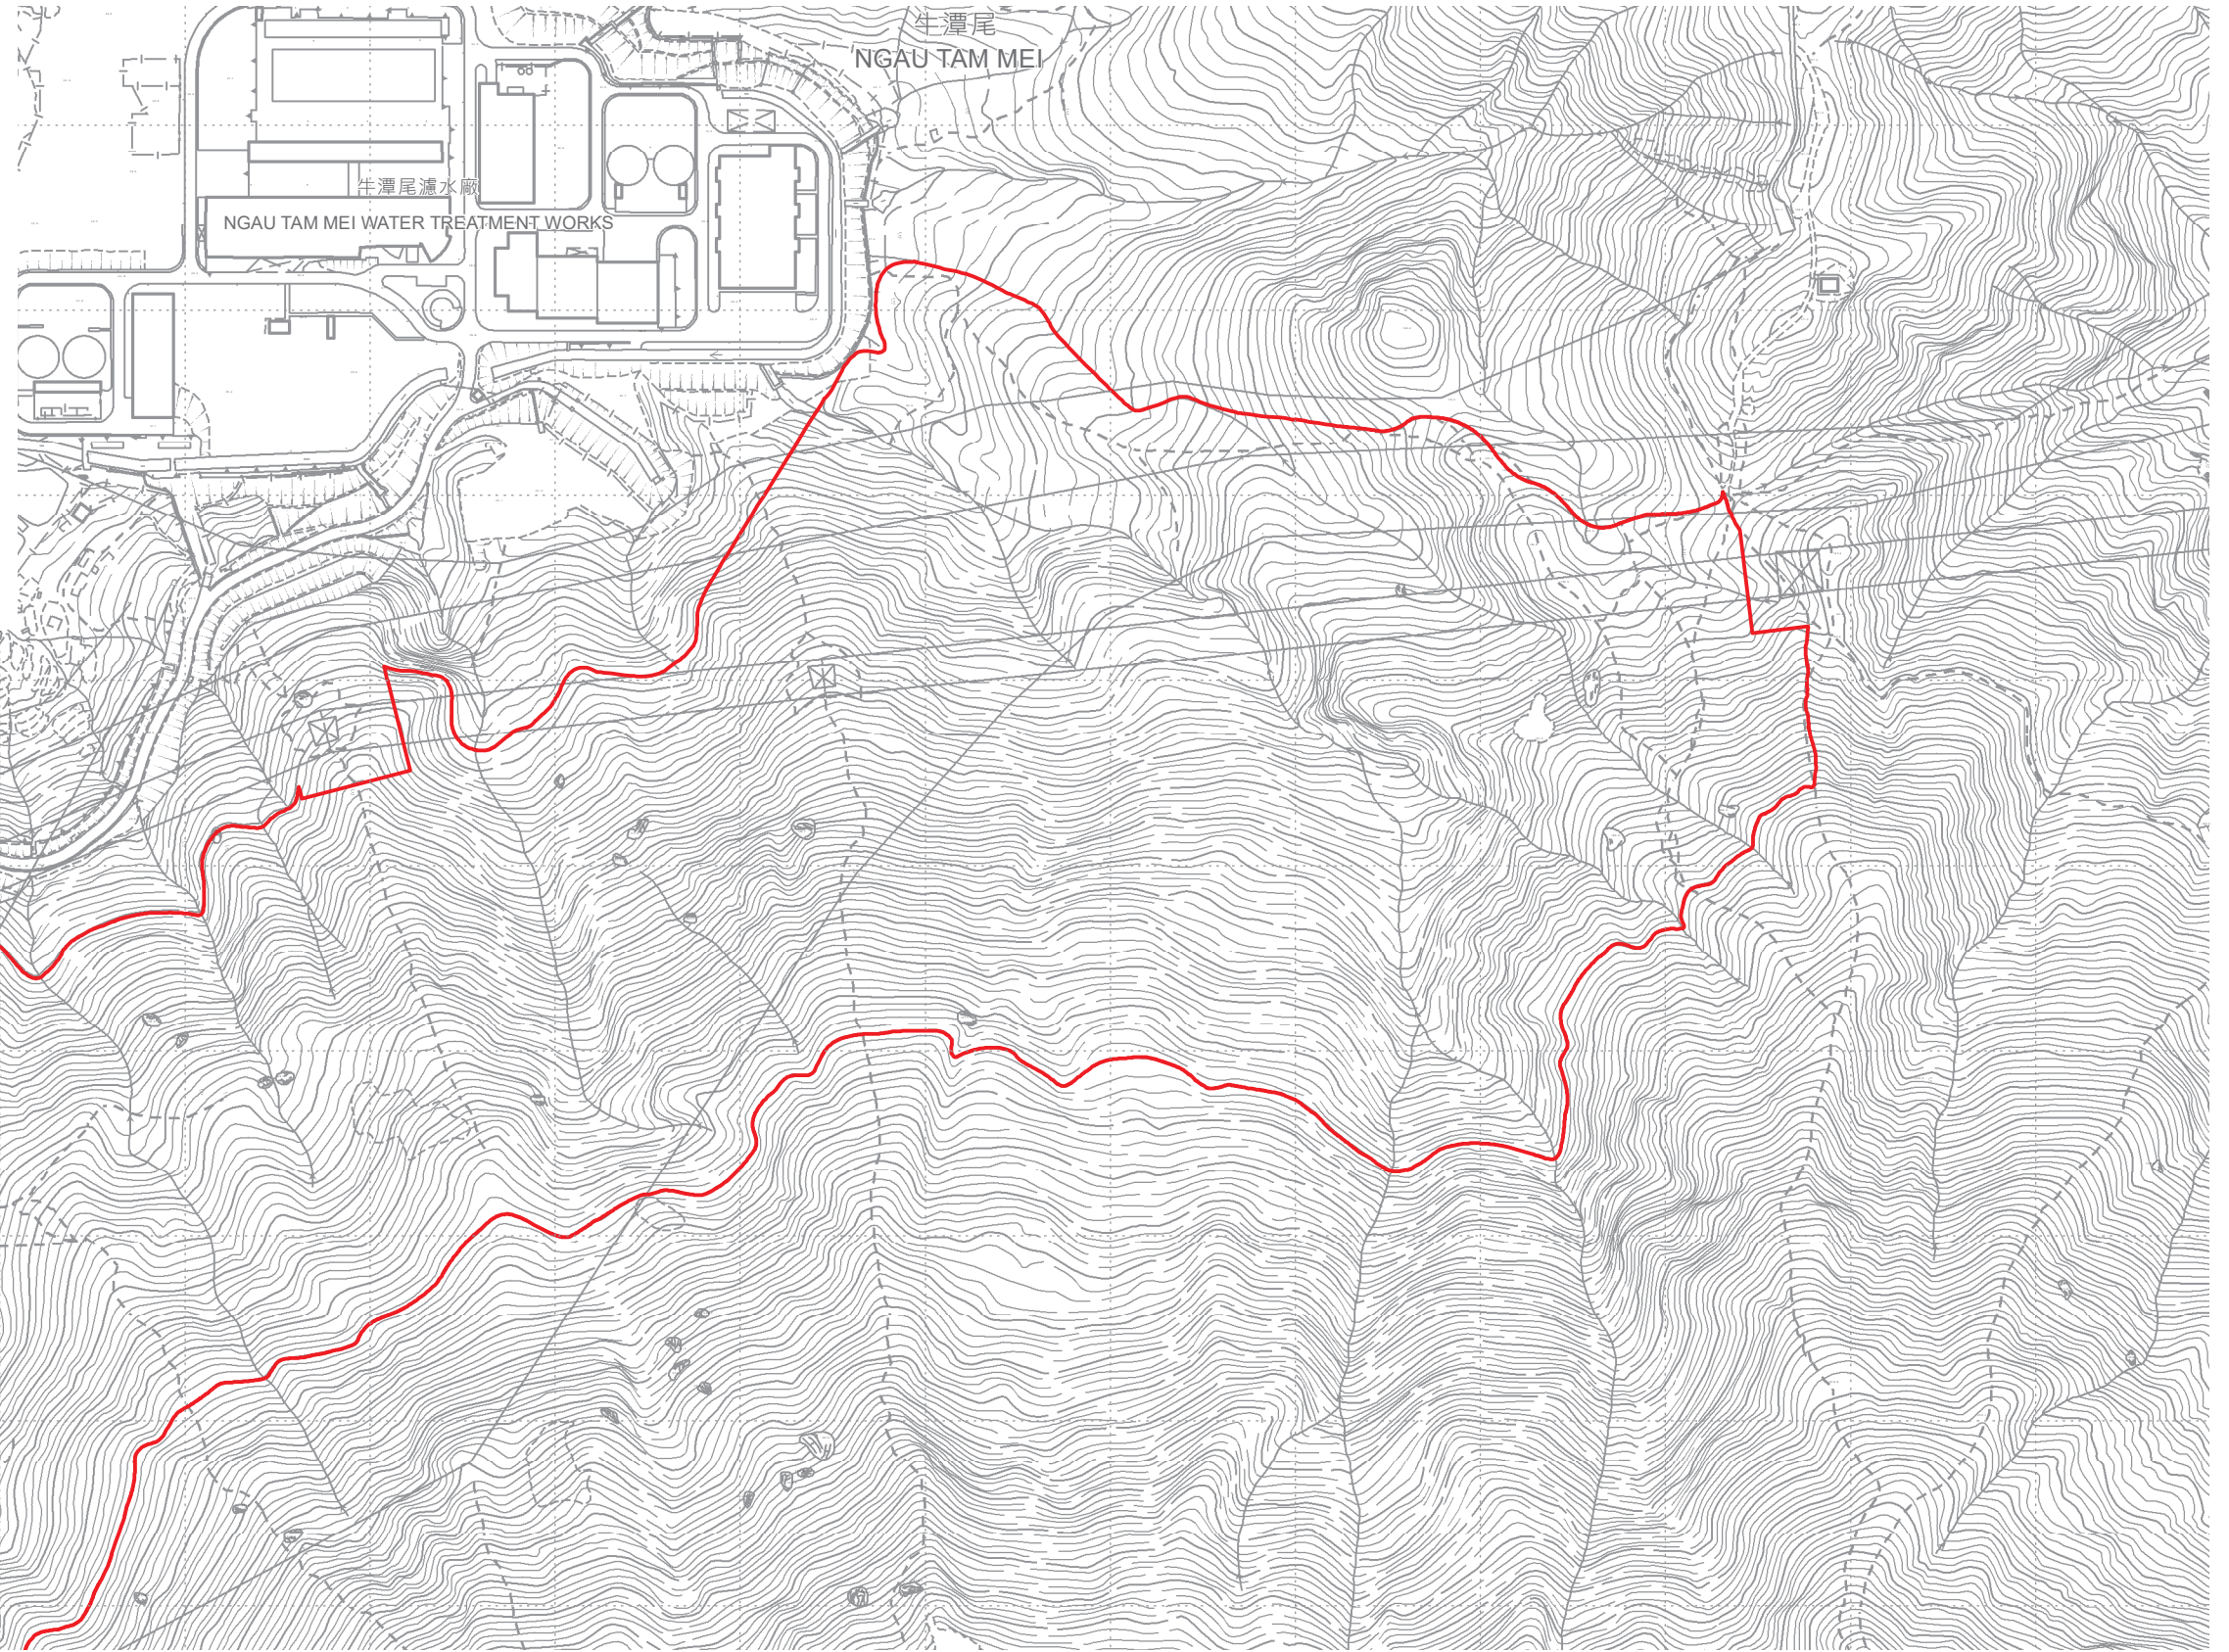 牛潭尾
NGAU TAM MEI
牛潭尾濾水廠
NGAU TAM MEI WATER TREATMENT WORKS